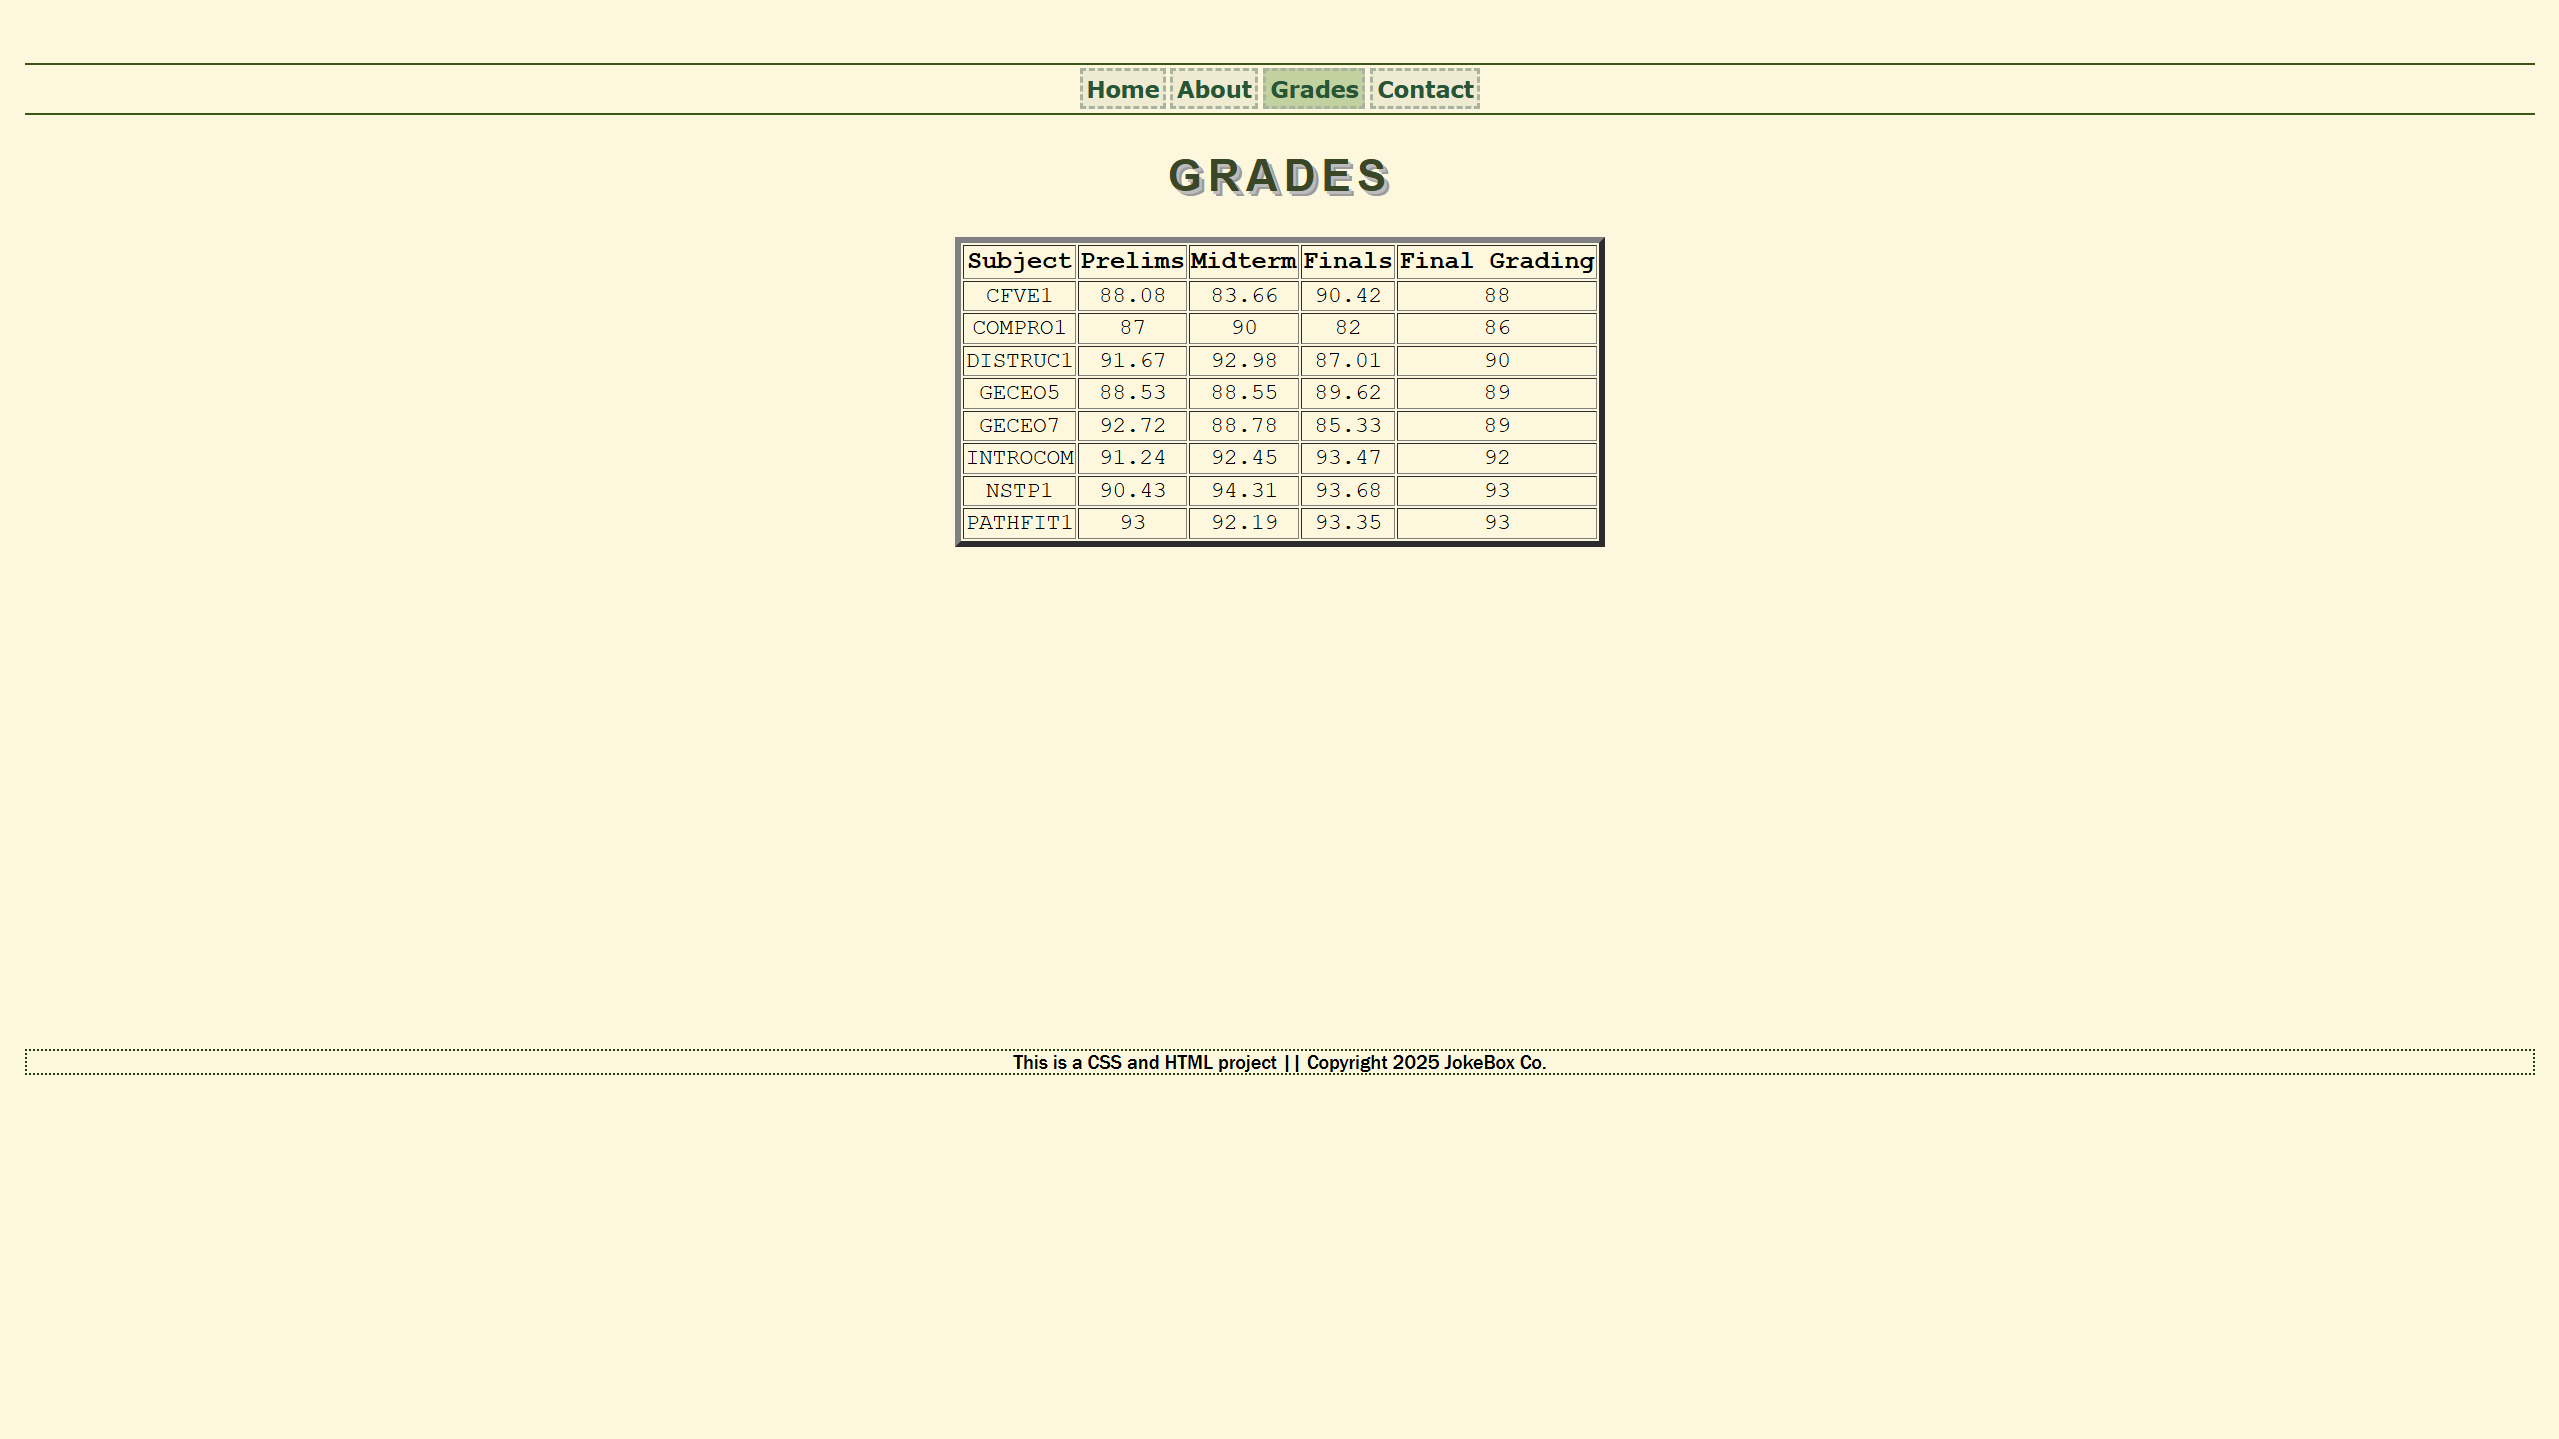 Home About Grades Contact
GRADES
Subject Prelims Midterm Finals Final Grading
CFVE1 88.08 83.66 90.42 88
COMPRO1 87 90 82 86
DISTRUC1 91.67 92.98 87.01 90
GECEO5 88.53 88.55 89.62 89
GECEO7 92.72 88.78 85.33 89
INTROCOM 91.24 92.45 93.47 92
NSTP1 90.43 94.31 93.68 93
PATHFIT1 93 92.19 93.35 93
This is a CSS and HTML project || Copyright 2025 JokeBox Co.